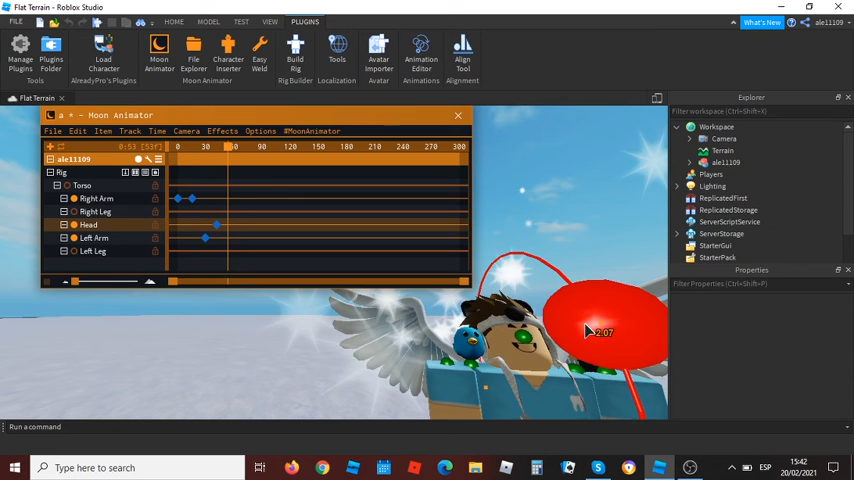 Flat Terrain - Roblox Studio
FILE HOME MODEL TEST VIEW PLUGINS What's New ale11109
Manage Plugins
Plugins Folder
Load Character
Moon Animator
File Explorer
Character Inserter
Easy Weld
Build Rig
Tools
Avatar Importer
Animation Editor
Align Tool
Tools AlreadyPro's Plugins Moon Animator Rig Builder Localization Avatar Animations Alignment
Flat Terrain
a * - Moon Animator
File Edit Item Track Time Camera Effects Options #MoonAnimator
0:53 [53f] 0 30 60 90 120 150 180 210 240 270 300
ale11109
Rig
Torso
Right Arm
Right Leg
Head
Left Arm
Left Leg
2.07
Explorer
Filter workspace (Ctrl+Shift+X)
Workspace
Camera
Terrain
ale11109
Players
Lighting
ReplicatedFirst
ReplicatedStorage
ServerScriptService
ServerStorage
StarterGui
StarterPack
Properties
Filter Properties (Ctrl+Shift+P)
Run a command
Type here to search
ESP
15:42
20/02/2021